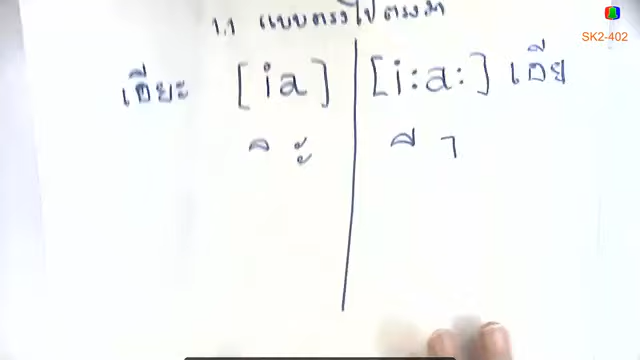 SK2-402
1.1 แบบตรงไปตรงมา
เอียะ [ia] [i:a:] เอีย
 ิ ะ  ี า